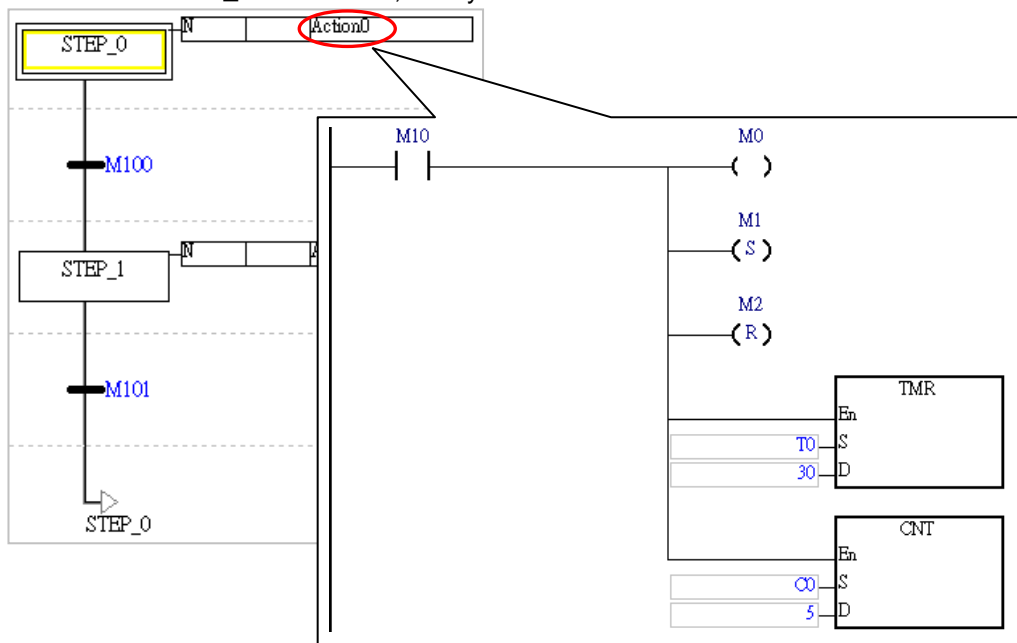 N Action0
STEP_0
M10 M0
M100
M1
S
N
STEP_1
M2
R
M101
TMR
En
T0 S
30 D
STEP_0
CNT
En
C0 S
5 D